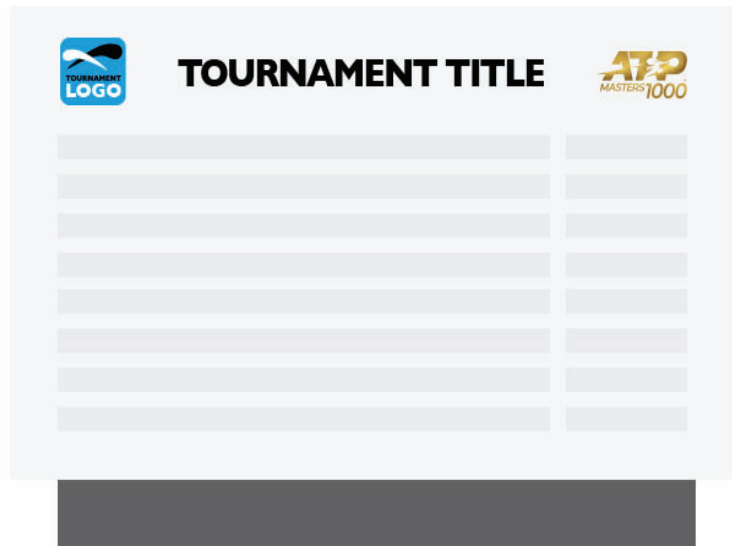 TOURNAMENT
LOGO
TOURNAMENT TITLE
ATP
MASTERS 1000